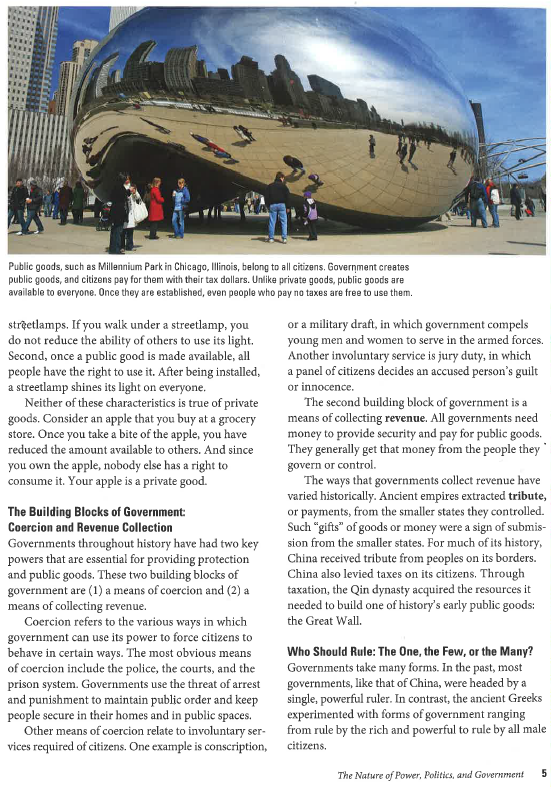 Public goods, such as Millennium Park in Chicago, Illinois, belong to all citizens. Government creates
public goods, and citizens pay for them with their tax dollars. Unlike private goods, public goods are
available to everyone. Once they are established, even people who pay no taxes are free to use them.
streetlamps. If you walk under a streetlamp, you
do not reduce the ability of others to use its light.
Second, once a public good is made available, all
people have the right to use it. After being installed,
a streetlamp shines its light on everyone.
Neither of these characteristics is true of private
goods. Consider an apple that you buy at a grocery
store. Once you take a bite of the apple, you have
reduced the amount available to others. And since
you own the apple, nobody else has a right to
consume it. Your apple is a private good.
The Building Blocks of Government:
Coercion and Revenue Collection
Governments throughout history have had two key
powers that are essential for providing protection
and public goods. These two building blocks of
government are (1) a means of coercion and (2) a
means of collecting revenue.
Coercion refers to the various ways in which
government can use its power to force citizens to
behave in certain ways. The most obvious means
of coercion include the police, the courts, and the
prison system. Governments use the threat of arrest
and punishment to maintain public order and keep
people secure in their homes and in public spaces.
Other means of coercion relate to involuntary ser-
vices required of citizens. One example is conscription,
or a military draft, in which government compels
young men and women to serve in the armed forces.
Another involuntary service is jury duty, in which
a panel of citizens decides an accused person's guilt
or innocence.
The second building block of government is a
means of collecting revenue. All governments need
money to provide security and pay for public goods.
They generally get that money from the people they
govern or control.
The ways that governments collect revenue have
varied historically. Ancient empires extracted tribute,
or payments, from the smaller states they controlled.
Such "gifts" of goods or money were a sign of submis-
sion from the smaller states. For much of its history,
China received tribute from peoples on its borders.
China also levied taxes on its citizens. Through
taxation, the Qin dynasty acquired the resources it
needed to build one of history's early public goods:
the Great Wall.
Who Should Rule: The One, the Few, or the Many?
Governments take many forms. In the past, most
governments, like that of China, were headed by a
single, powerful ruler. In contrast, the ancient Greeks
experimented with forms of government ranging
from rule by the rich and powerful to rule by all male
citizens.
The Nature of Power, Politics, and Government 5